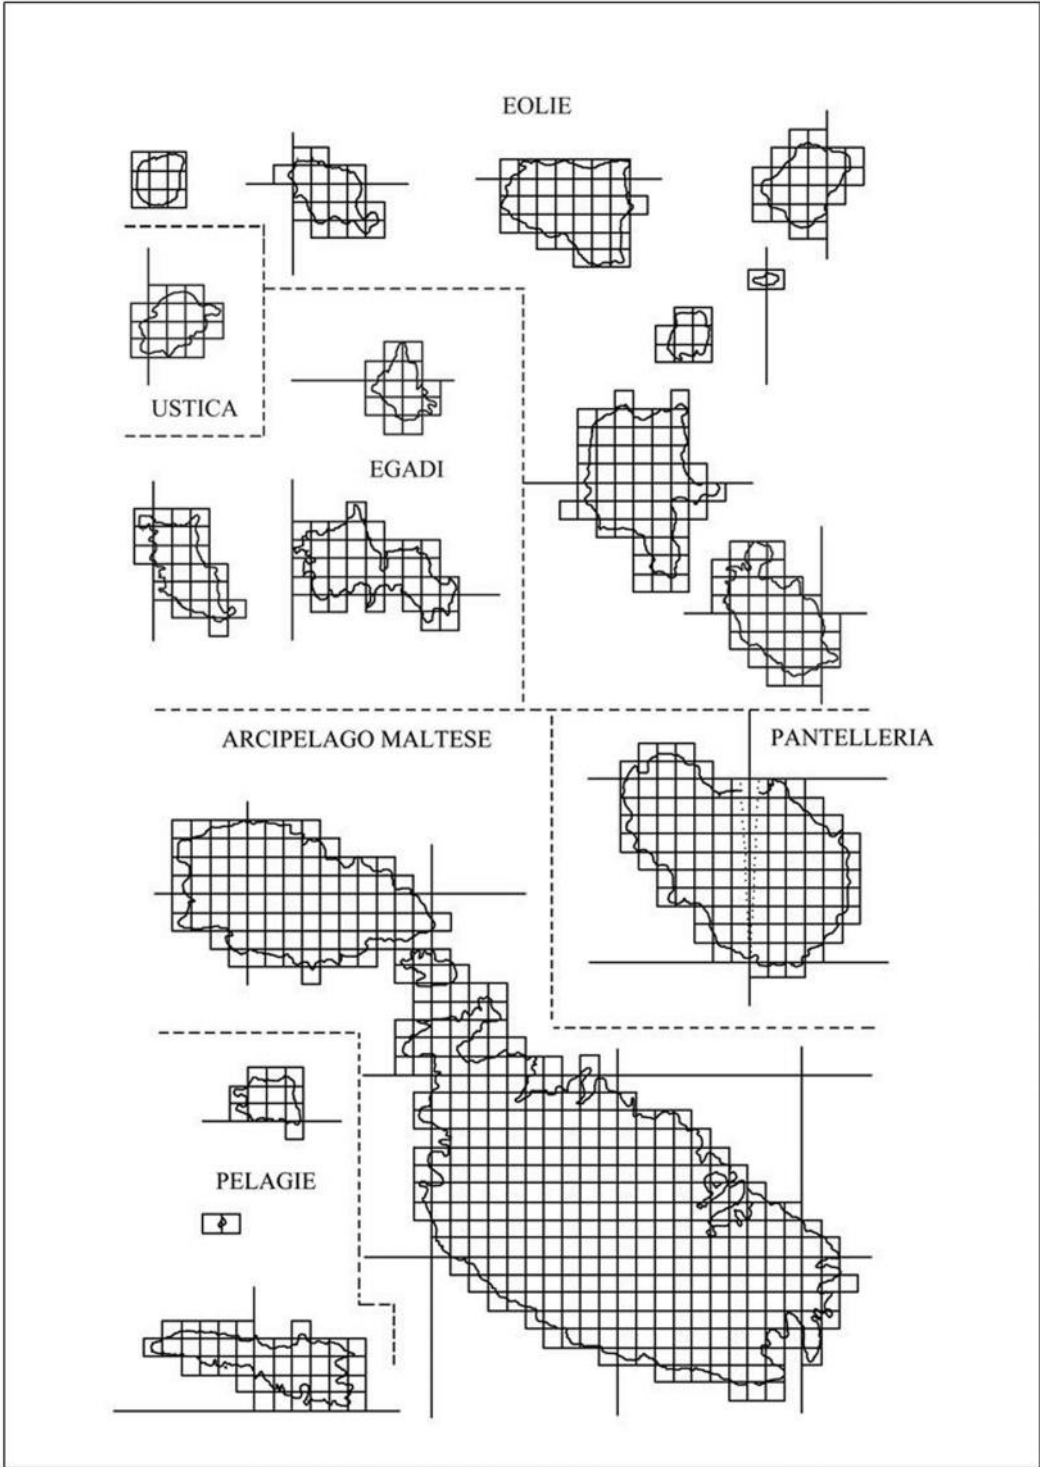 EOLIE
USTICA
EGADI
ARCIPELAGO MALTESE
PANTELLERIA
PELAGIE